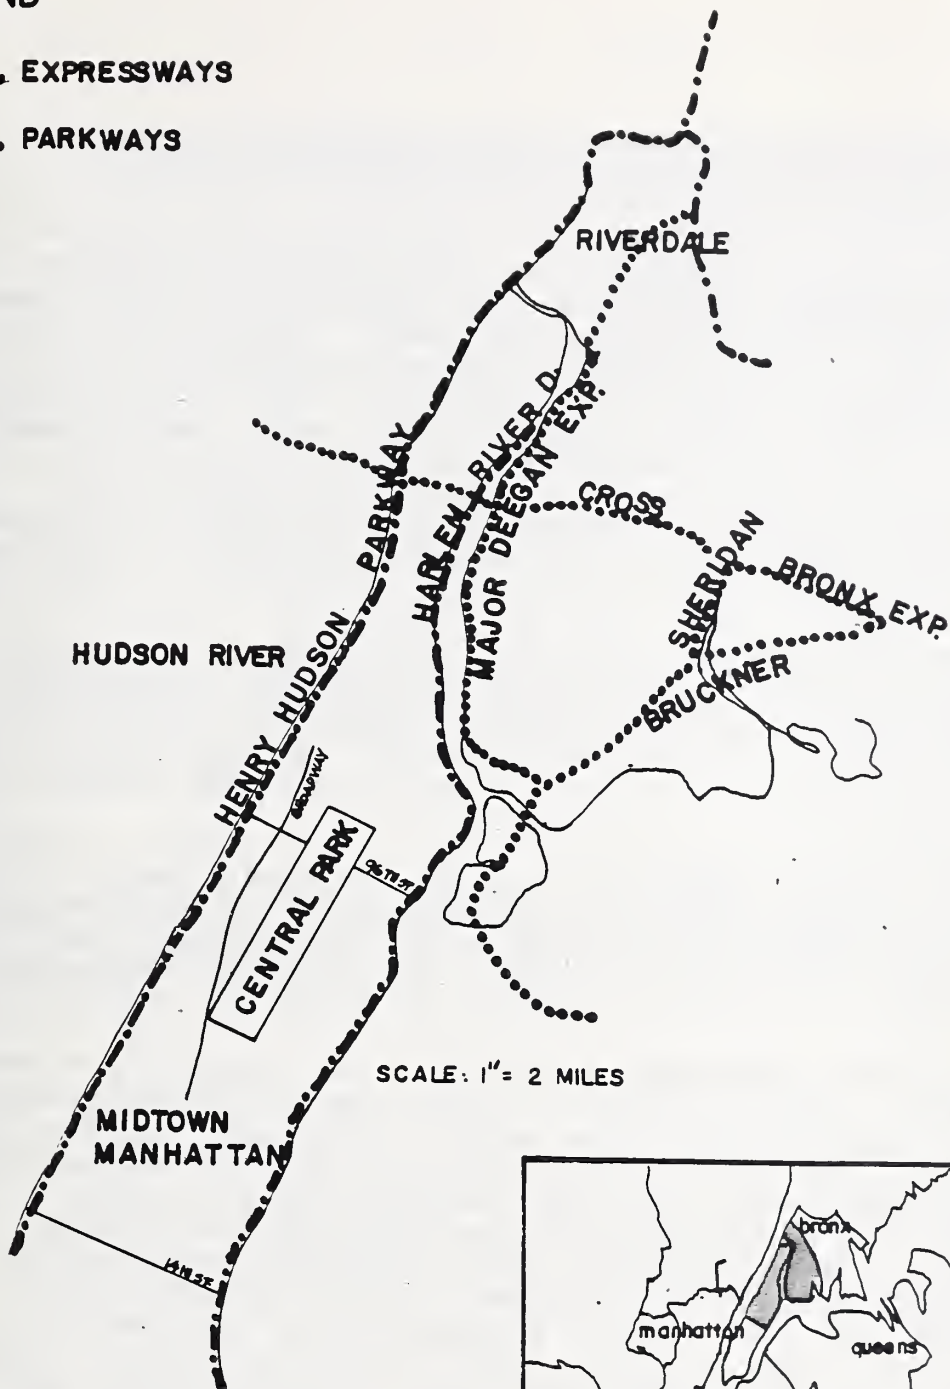 EXPRESSWAYS
PARKWAYS
RIVERDALE
HARLEM RIVER D.
MAJOR DEEGAN EXP.
HENRY HUDSON PARKWAY
CROSS BRONX EXP.
SHERIDAN
BRUCKNER
HUDSON RIVER
BROADWAY
CENTRAL PARK
96TH ST
SCALE: 1"= 2 MILES
MIDTOWN
MANHATTAN
14TH ST
bronx
manhattan
queens